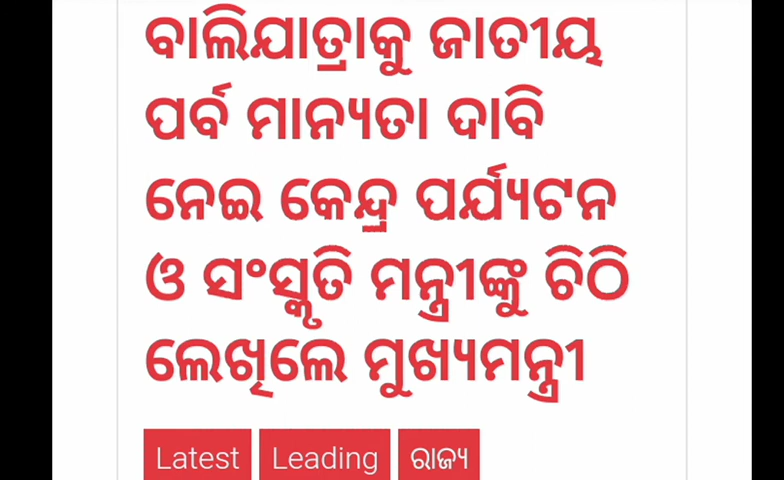 ବାଲିଯାତ୍ରାକୁ ଜାତୀୟ
ପର୍ବ ମାନ୍ୟତା ଦାବି
ନେଇ କେନ୍ଦ୍ର ପର୍ଯ୍ୟଟନ
ଓ ସଂସ୍କୃତି ମନ୍ତ୍ରୀଙ୍କୁ ଚିଠି
ଲେଖିଲେ ମୁଖ୍ୟମନ୍ତ୍ରୀ
Latest Leading ରାଜ୍ୟ